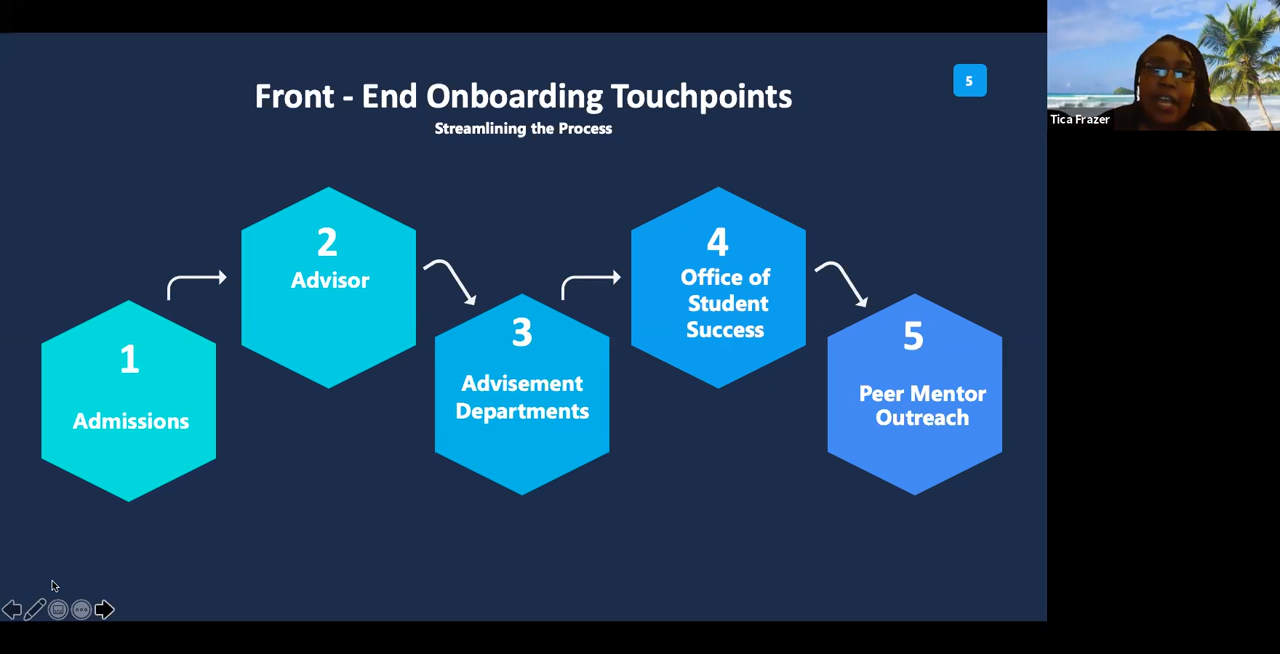 Front - End Onboarding Touchpoints
Streamlining the Process
5
Tica Frazer
1
Admissions
2
Advisor
3
Advisement
Departments
4
Office of
Student
Success
5
Peer Mentor
Outreach